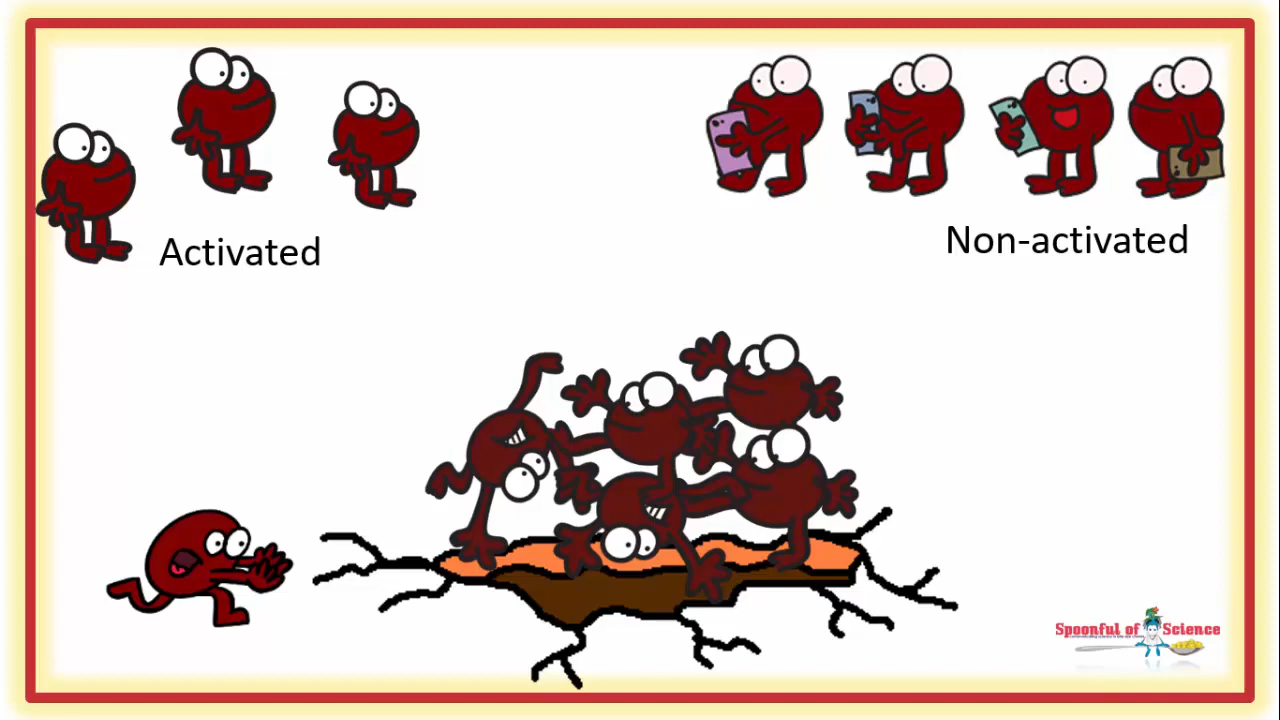 Activated
Non-activated
Spoonful of Science